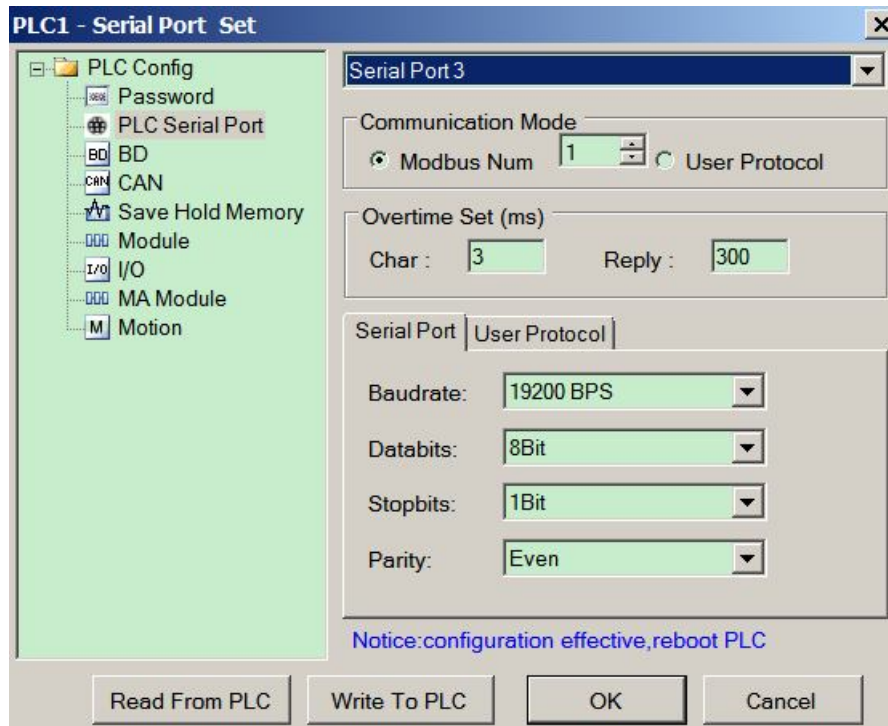 PLC1 - Serial Port Set
PLC Config
Password
PLC Serial Port
BD BD
CAN CAN
Save Hold Memory
Module
I/O I/O
MA Module
M Motion
Serial Port 3
Communication Mode
Modbus Num 1 User Protocol
Overtime Set (ms)
Char : 3 Reply : 300
Serial Port User Protocol
Baudrate: 19200 BPS
Databits: 8Bit
Stopbits: 1Bit
Parity: Even
Notice:configuration effective,reboot PLC
Read From PLC Write To PLC OK Cancel